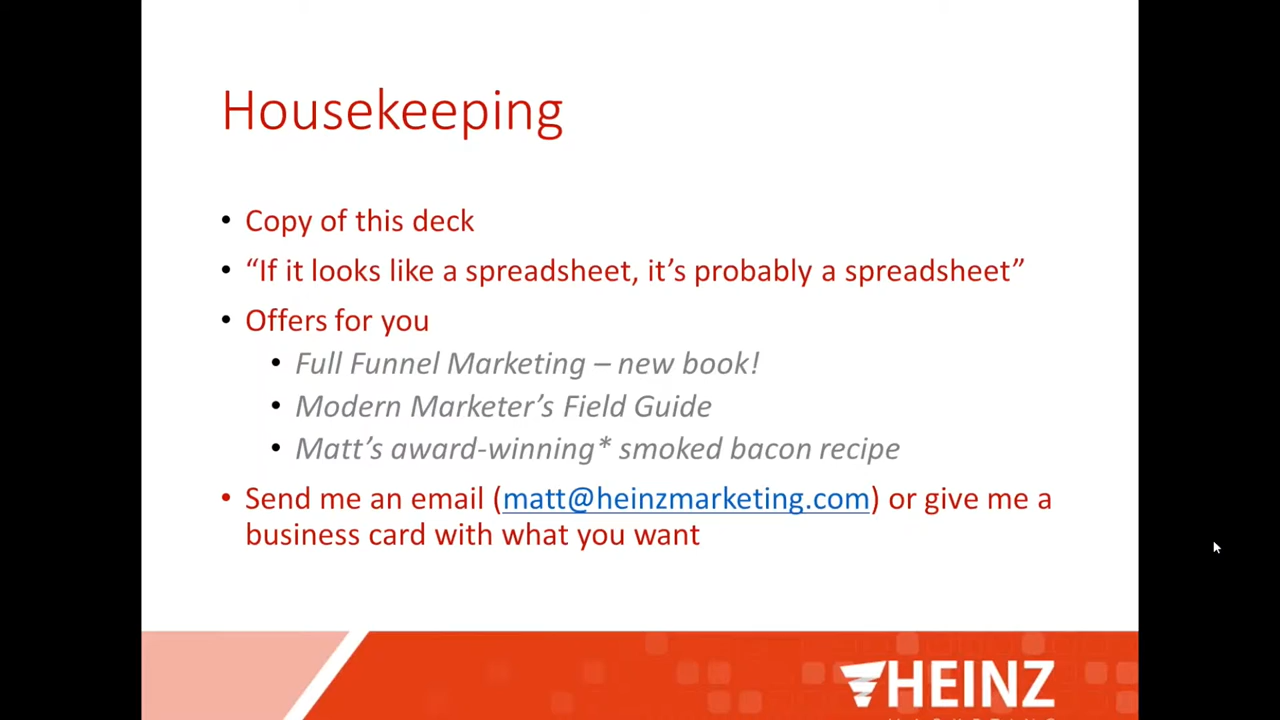 Housekeeping
• Copy of this deck
• “If it looks like a spreadsheet, it’s probably a spreadsheet”
• Offers for you
• Full Funnel Marketing – new book!
• Modern Marketer’s Field Guide
• Matt’s award-winning* smoked bacon recipe
• Send me an email (matt@heinzmarketing.com) or give me a
business card with what you want
HEINZ